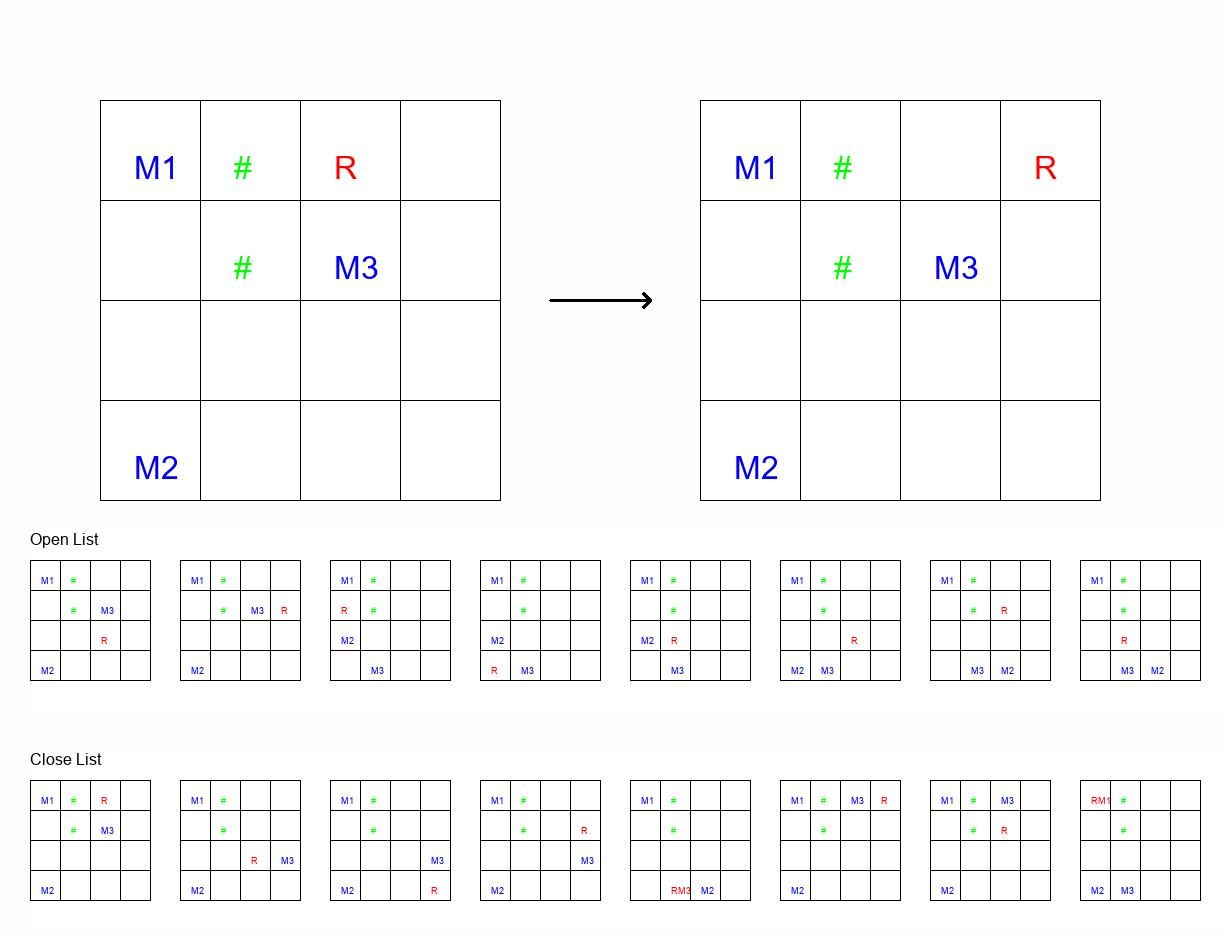 M1 # R M1 # R
# M3 # M3
M2 M2
Open List
M1 # M1 # M1 # M1 # M1 # M1 # M1 # M1 #
# M3 # M3 R R # # # # # R #
R M2 M2 M2 R R R
M2 M2 M3 R M3 M3 M2 M3 M3 M2 M3 M2
Close List
M1 # R M1 # M1 # M1 # M1 # M1 # M3 R M1 # M3 RM1 #
# M3 # # # R # # # R #
R M3 M3 M3
M2 M2 M2 R M2 RM3 M2 M2 M2 M2 M3